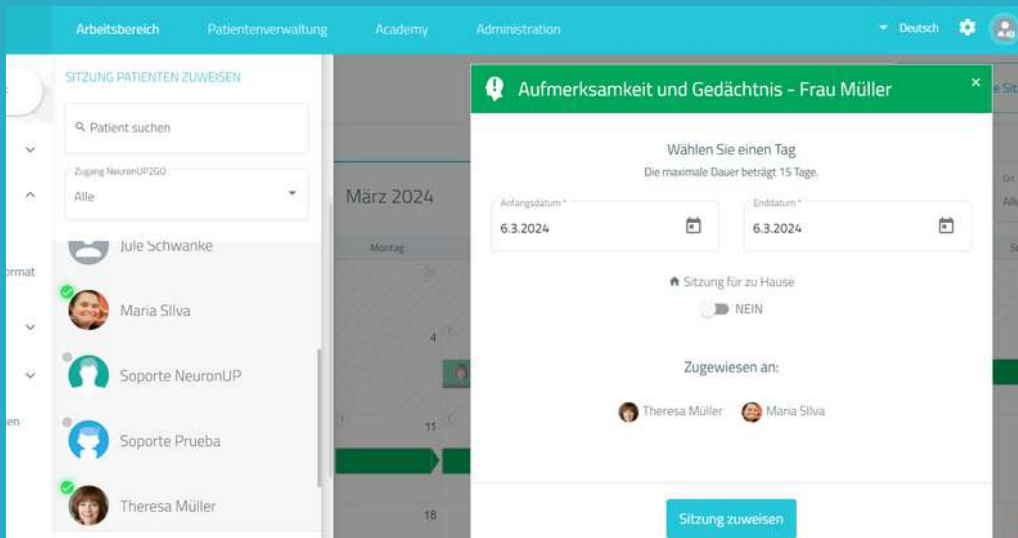 Arbeitsbereich Patientenverwaltung Academy Administration Deutsch
SITZUNG PATIENTEN ZUWEISEN
Patient suchen
Zugang NeuronUP2GO
Alle
Jule Schwanke
Maria SIlva
Soporte NeuronUP
Soporte Prueba
Theresa Müller
März 2024
Montag
26
4
11
18
Aufmerksamkeit und Gedächtnis - Frau Müller
Wählen Sie einen Tag
Die maximale Dauer beträgt 15 Tage.
Anfangsdatum *
6.3.2024
Enddatum *
6.3.2024
Sitzung für zu Hause
NEIN
Zugewiesen an:
Theresa Müller Maria SIlva
Sitzung zuweisen
Ort